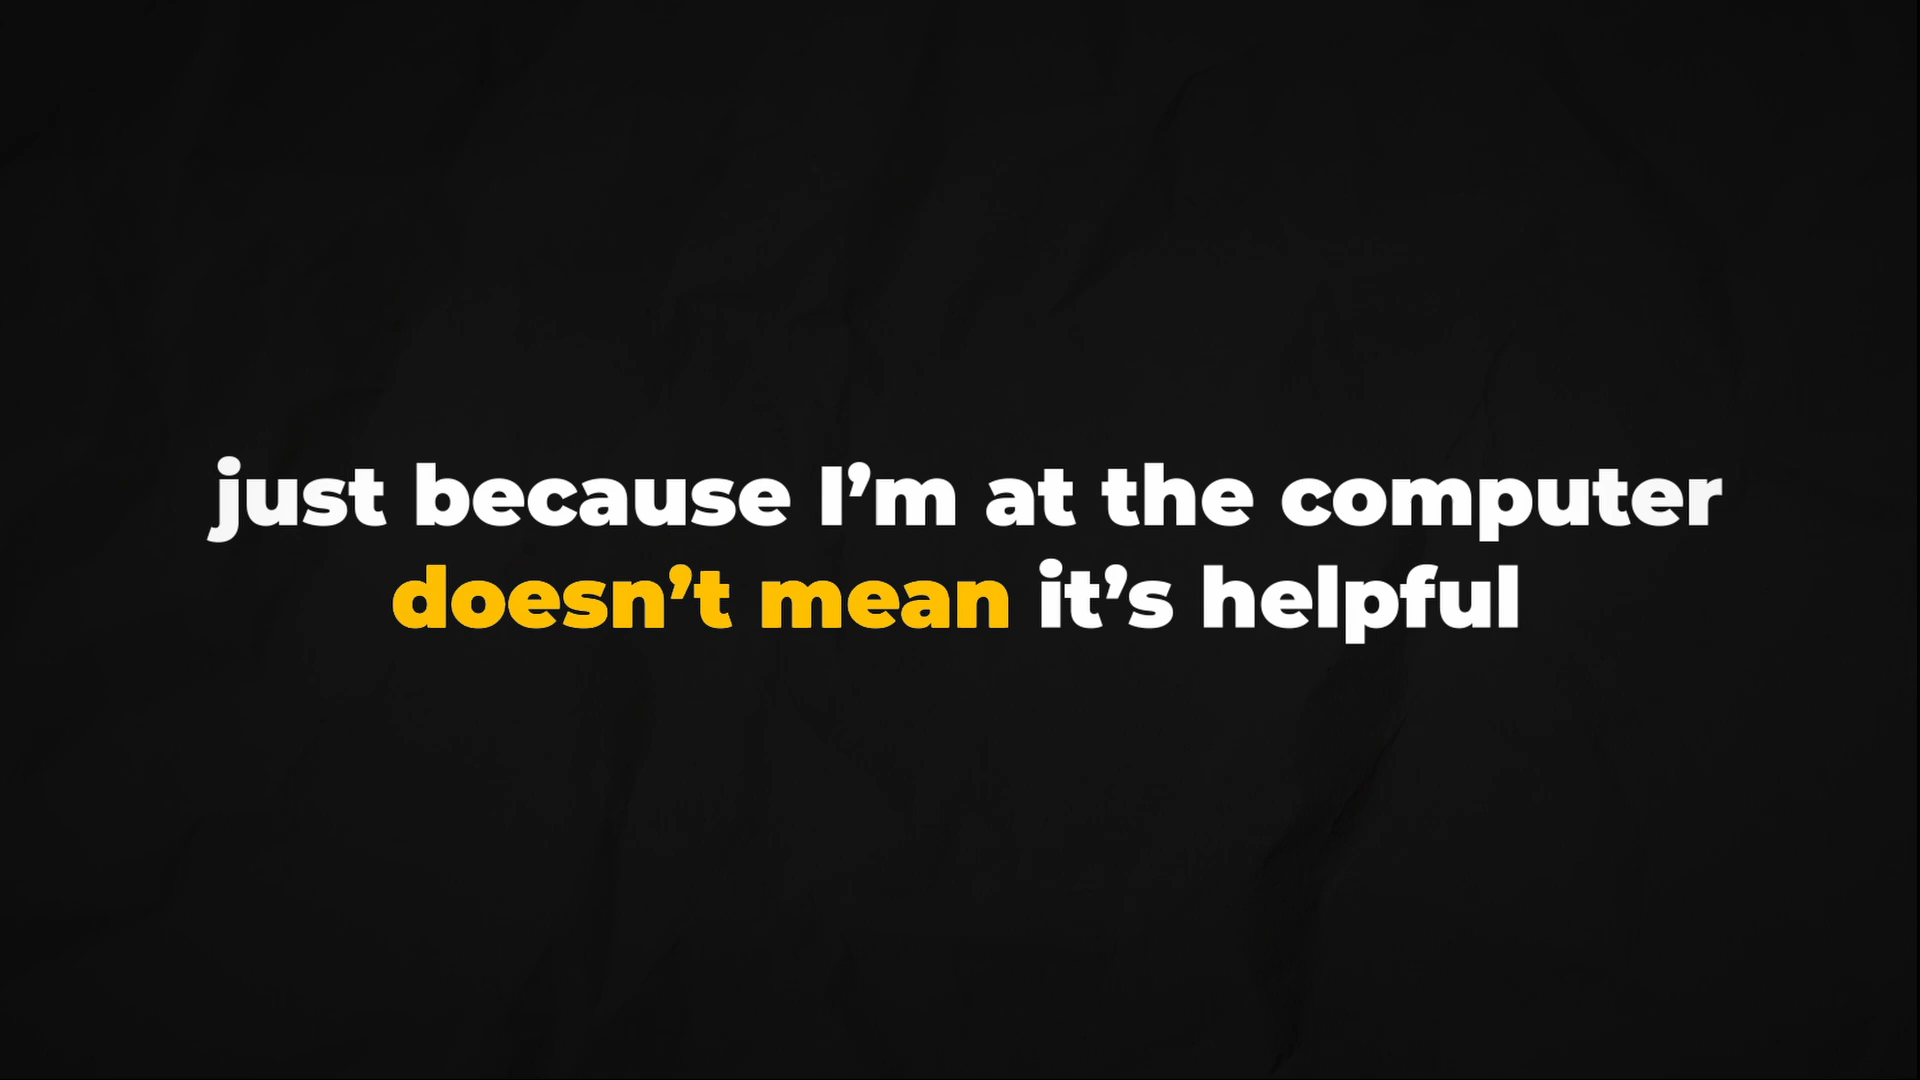 just because I’m at the computer
doesn’t mean it’s helpful